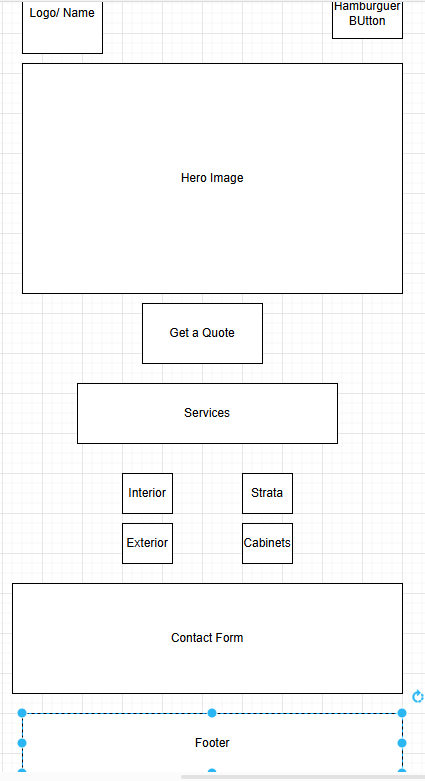 Logo/ Name
Hamburguer
BUtton
Hero Image
Get a Quote
Services
Interior
Strata
Exterior
Cabinets
Contact Form
Footer